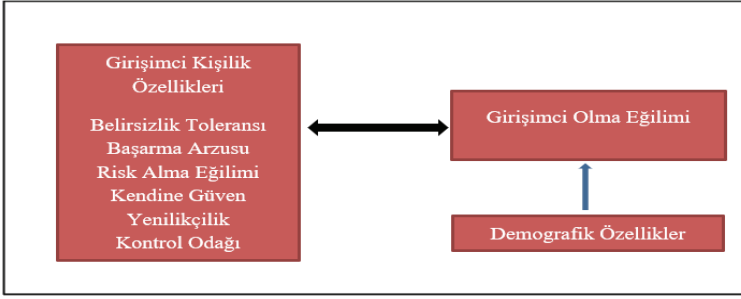 Girişimci Kişilik
Özellikleri
Belirsizlik Toleransı
Başarma Arzusu
Risk Alma Eğilimi
Kendine Güven
Yenilikçilik
Kontrol Odağı
Girişimci Olma Eğilimi
Demografik Özellikler